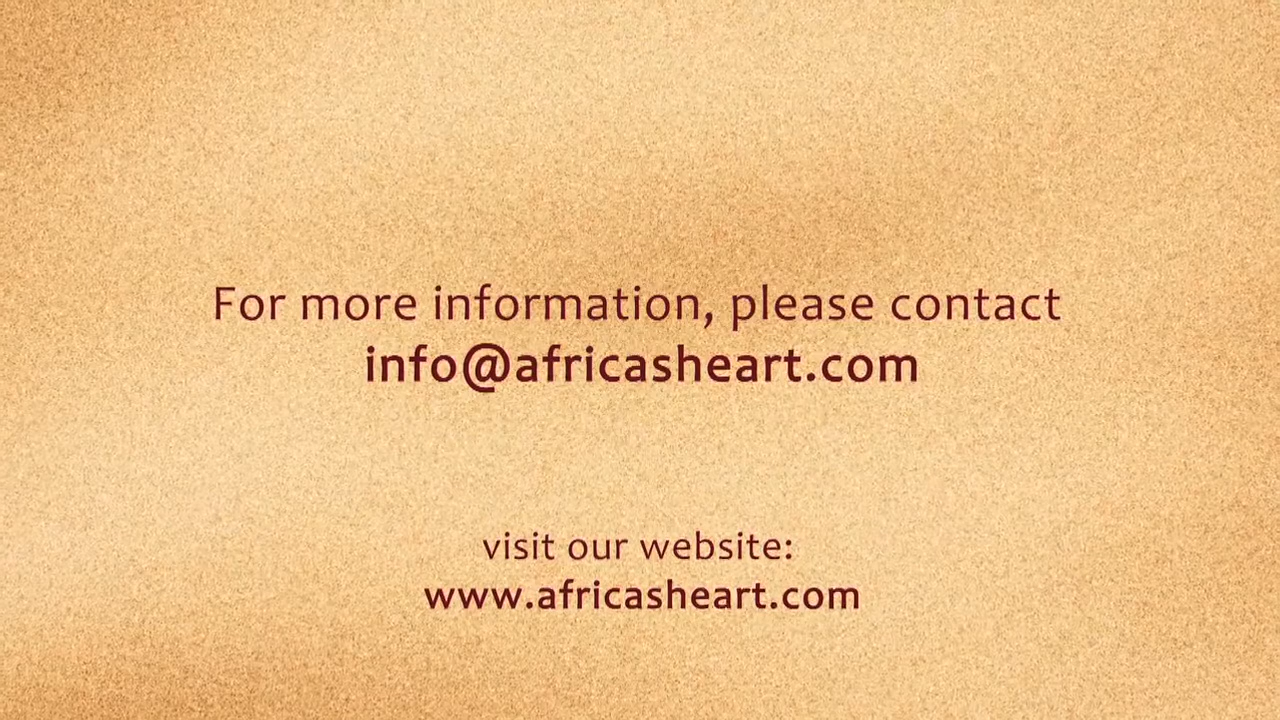 For more information, please contact
info@africasheart.com
visit our website:
www.africasheart.com